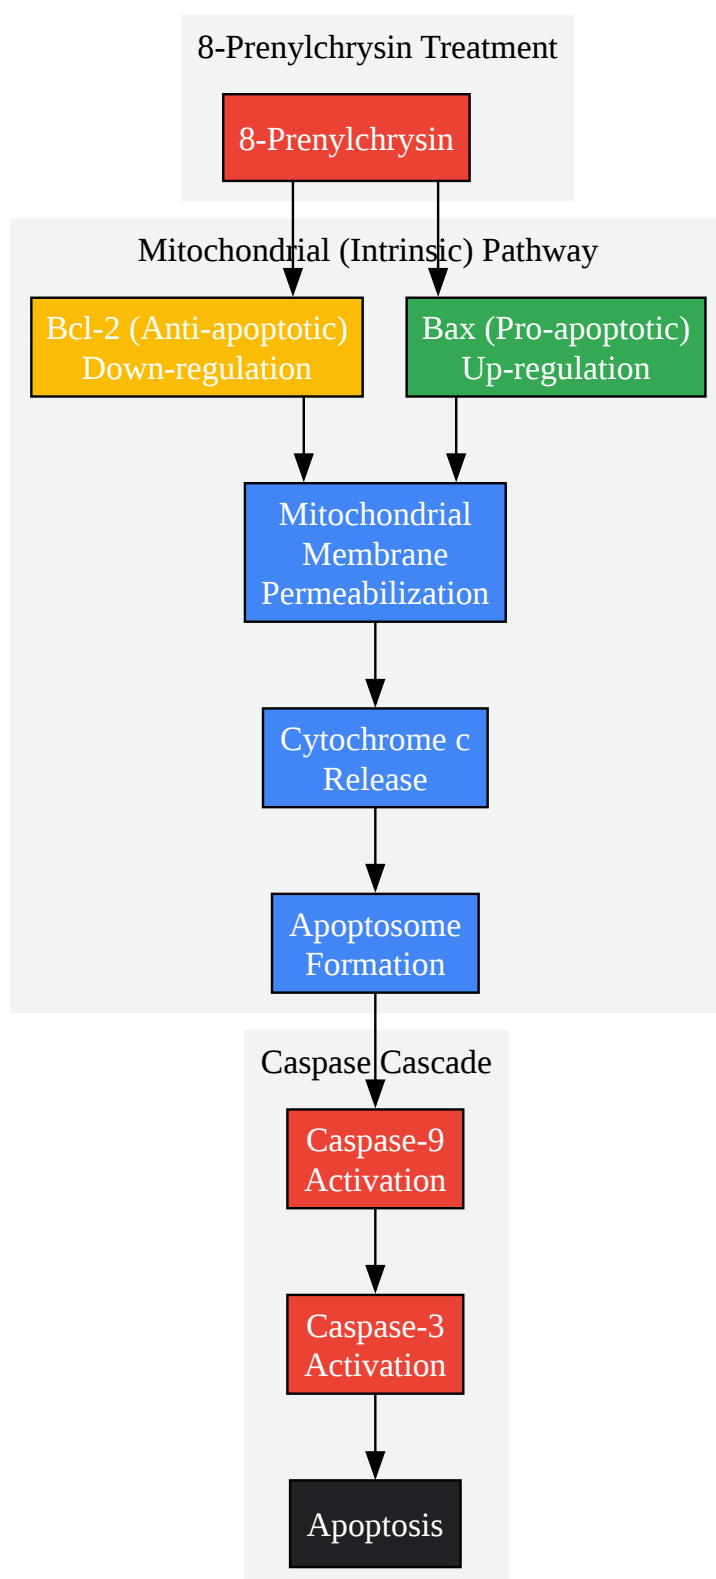 8-Prenylchrysin Treatment
8-Prenylchrysin
Mitochondrial (Intrinsic) Pathway
Bcl-2 (Anti-apoptotic)
Down-regulation
Bax (Pro-apoptotic)
Up-regulation
Mitochondrial
Membrane
Permeabilization
Cytochrome c
Release
Apoptosome
Formation
Caspase Cascade
Caspase-9
Activation
Caspase-3
Activation
Apoptosis